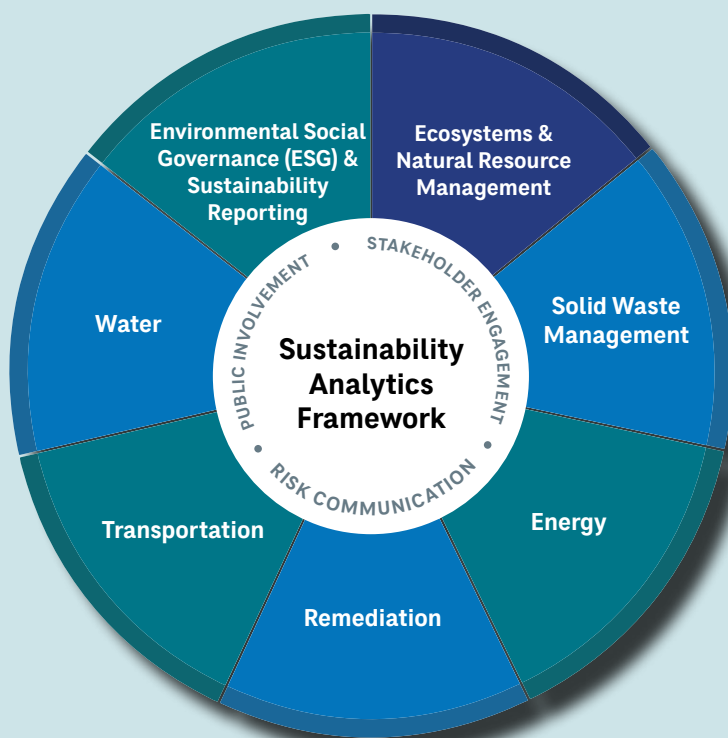 Environmental Social
Governance (ESG) &
Sustainability
Reporting
Ecosystems &
Natural Resource
Management
Solid Waste
Management
Energy
Remediation
Transportation
Water
PUBLIC INVOLVEMENT • STAKEHOLDER ENGAGEMENT • RISK COMMUNICATION •
Sustainability
Analytics
Framework